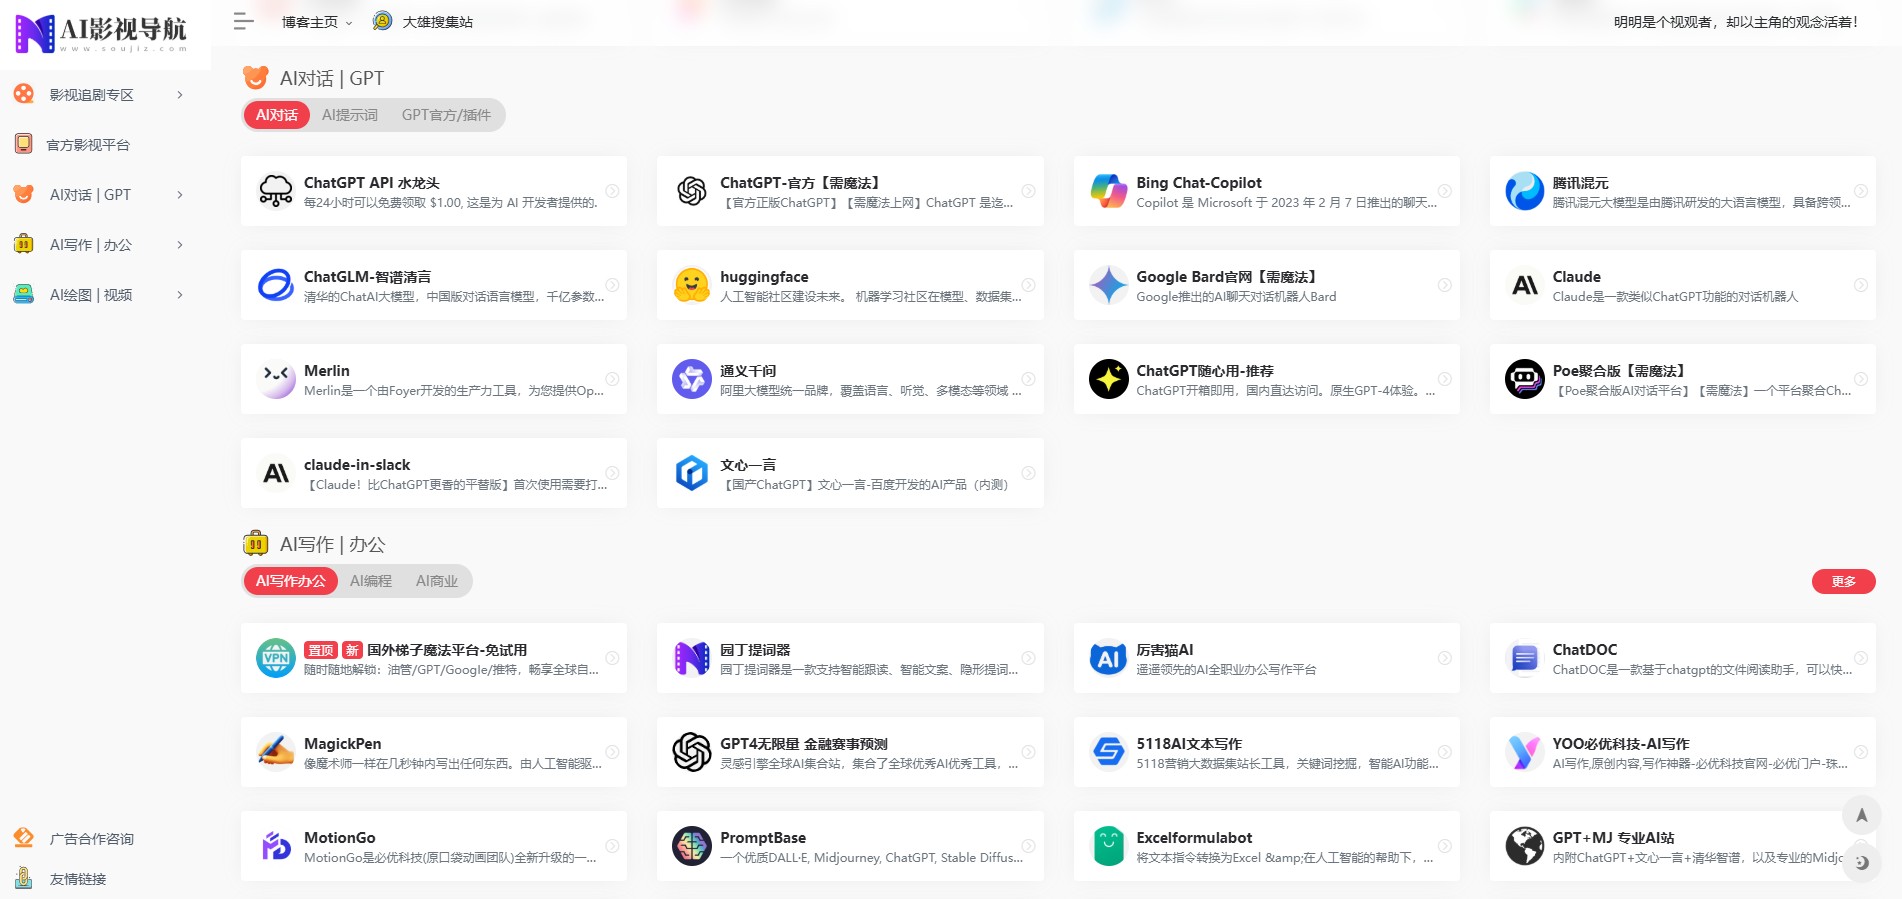 AI影视导航
www.soujiz.com
博客主页
大雄搜集站
明明是个视观者，却以主角的观念活着！
影视追剧专区
官方影视平台
AI对话 | GPT
AI写作 | 办公
AI绘图 | 视频
广告合作咨询
友情链接
AI对话 | GPT
AI对话 AI提示词 GPT官方/插件
ChatGPT API 水龙头
每24小时可以免费领取 $1.00, 这是为 AI 开发者提供的.
ChatGPT-官方【需魔法】
【官方正版ChatGPT】【需魔法上网】ChatGPT 是迄...
Bing Chat-Copilot
Copilot 是 Microsoft 于 2023 年 2 月 7 日推出的聊天...
腾讯混元
腾讯混元大模型是由腾讯研发的大语言模型，具备跨领...
ChatGLM-智谱清言
清华的ChatAI大模型，中国版对话语言模型，千亿参数...
huggingface
人工智能社区建设未来。 机器学习社区在模型、数据集...
Google Bard官网【需魔法】
Google推出的AI聊天对话机器人Bard
Claude
Claude是一款类似ChatGPT功能的对话机器人
Merlin
Merlin是一个由Foyer开发的生产力工具，为您提供Op...
通义千问
阿里大模型统一品牌，覆盖语言、听觉、多模态等领域 ...
ChatGPT随心用-推荐
ChatGPT开箱即用，国内直达访问。原生GPT-4体验。...
Poe聚合版【需魔法】
【Poe聚合版AI对话平台】【需魔法】一个平台聚合Ch...
claude-in-slack
【Claude！比ChatGPT更香的平替版】首次使用需要打...
文心一言
【国产ChatGPT】文心一言-百度开发的AI产品（内测）
AI写作 | 办公
AI写作办公 AI编程 AI商业
更多
VPN
置顶 新 国外梯子魔法平台-免试用
随时随地解锁：油管/GPT/Google/推特，畅享全球自...
园丁提词器
园丁提词器是一款支持智能跟读、智能文案、隐形提词...
AI
厉害猫AI
遥遥领先的AI全职业办公写作平台
ChatDOC
ChatDOC是一款基于chatgpt的文件阅读助手，可以快...
MagickPen
像魔术师一样在几秒钟内写出任何东西。由人工智能驱...
GPT4无限量 金融赛事预测
灵感引擎全球AI集合站，集合了全球优秀AI优秀工具，...
5118AI文本写作
5118营销大数据集站长工具，关键词挖掘，智能AI功能...
YOO必优科技-AI写作
AI写作,原创内容,写作神器-必优科技官网-必优门户-珠...
MotionGo
MotionGo是必优科技(原口袋动画团队)全新升级的一...
PromptBase
一个优质DALL·E, Midjourney, ChatGPT, Stable Diffus...
Excelformulabot
将文本指令转换为Excel &amp;在人工智能的帮助下，...
GPT+MJ 专业AI站
内附ChatGPT+文心一言+清华智谱，以及专业的Midjc